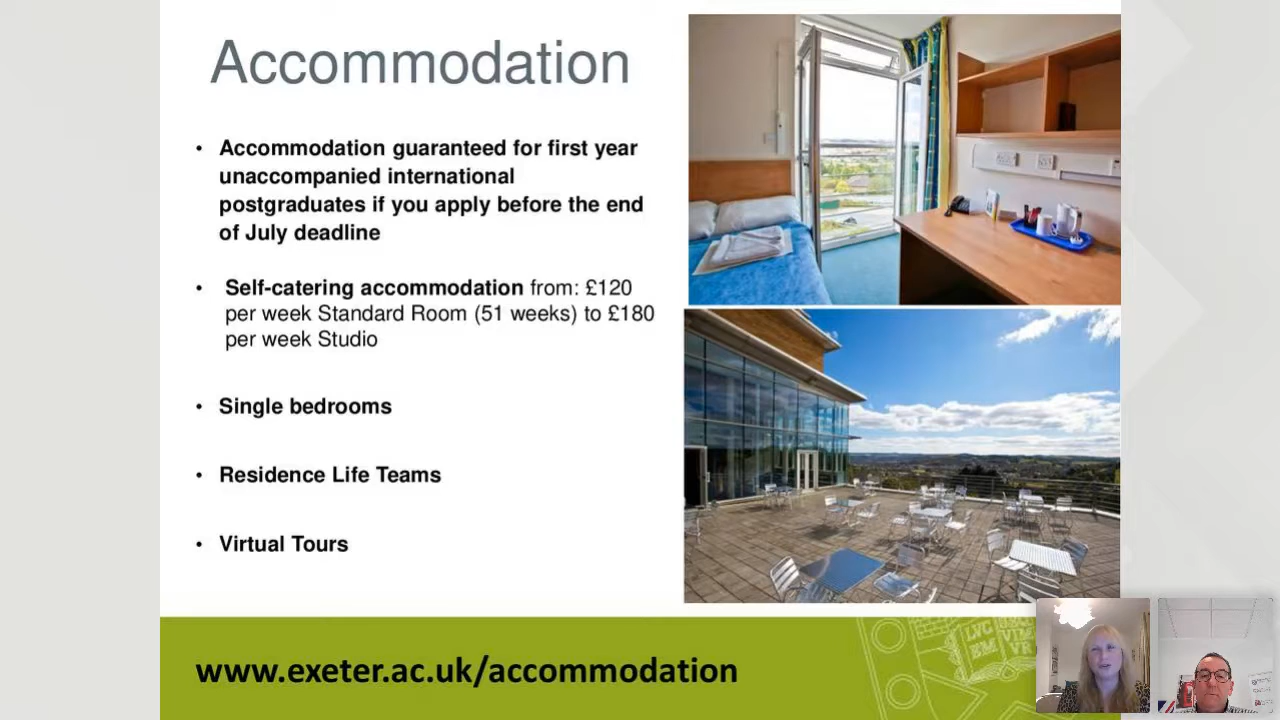 Accommodation
• Accommodation guaranteed for first year
unaccompanied international
postgraduates if you apply before the end
of July deadline
• Self-catering accommodation from: £120
per week Standard Room (51 weeks) to £180
per week Studio
• Single bedrooms
• Residence Life Teams
• Virtual Tours
www.exeter.ac.uk/accommodation
LVC
EM